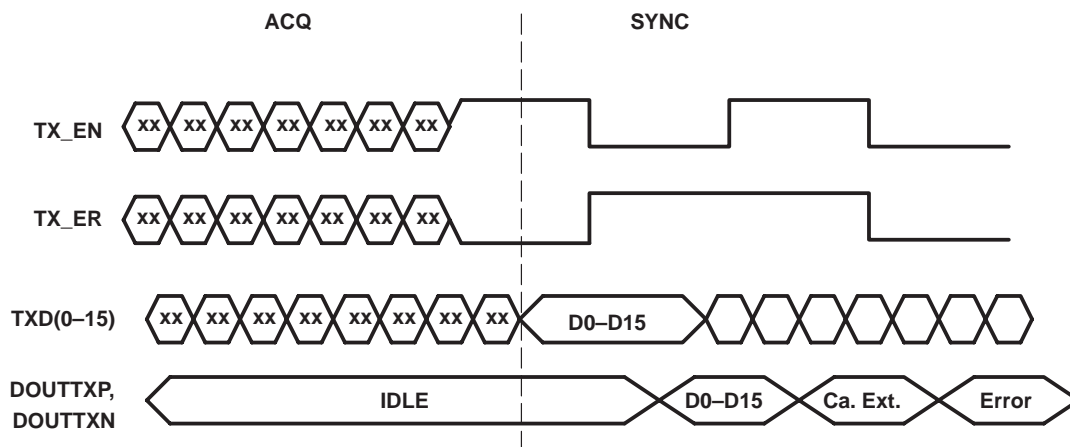 ACQ SYNC
TX_EN xx xx xx xx xx xx xx
TX_ER xx xx xx xx xx xx xx
TXD(0–15) xx xx xx xx xx xx xx xx D0–D15
DOUTTXP,
DOUTTXN
IDLE D0–D15 Ca. Ext. Error